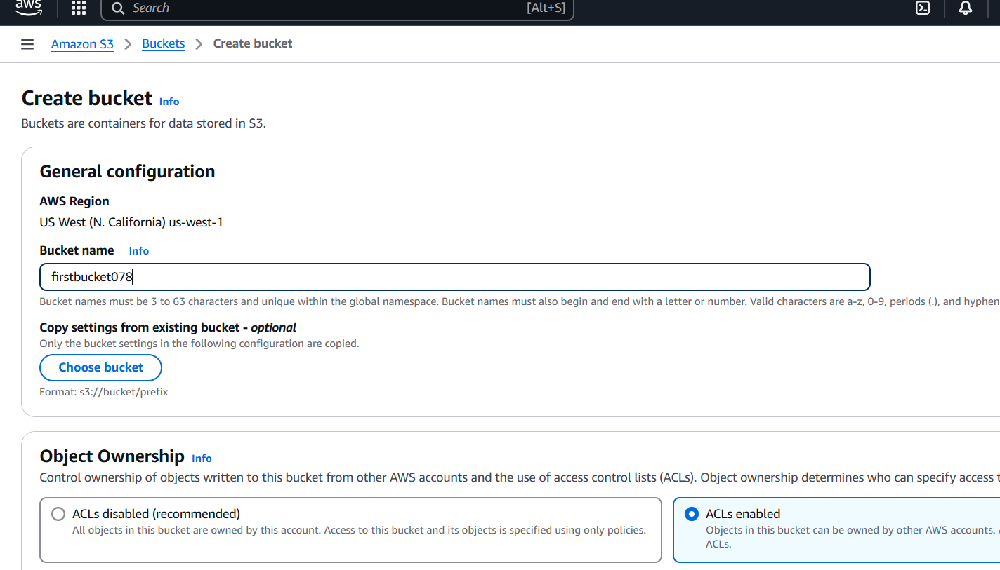 aws
Search [Alt+S]
Amazon S3 > Buckets > Create bucket
Create bucket Info
Buckets are containers for data stored in S3.
General configuration
AWS Region
US West (N. California) us-west-1
Bucket name Info
firstbucket078
Bucket names must be 3 to 63 characters and unique within the global namespace. Bucket names must also begin and end with a letter or number. Valid characters are a-z, 0-9, periods (.), and hyphen
Copy settings from existing bucket - optional
Only the bucket settings in the following configuration are copied.
Choose bucket
Format: s3://bucket/prefix
Object Ownership Info
Control ownership of objects written to this bucket from other AWS accounts and the use of access control lists (ACLs). Object ownership determines who can specify access t
ACLs disabled (recommended)
All objects in this bucket are owned by this account. Access to this bucket and its objects is specified using only policies.
ACLs enabled
Objects in this bucket can be owned by other AWS accounts.
ACLs.